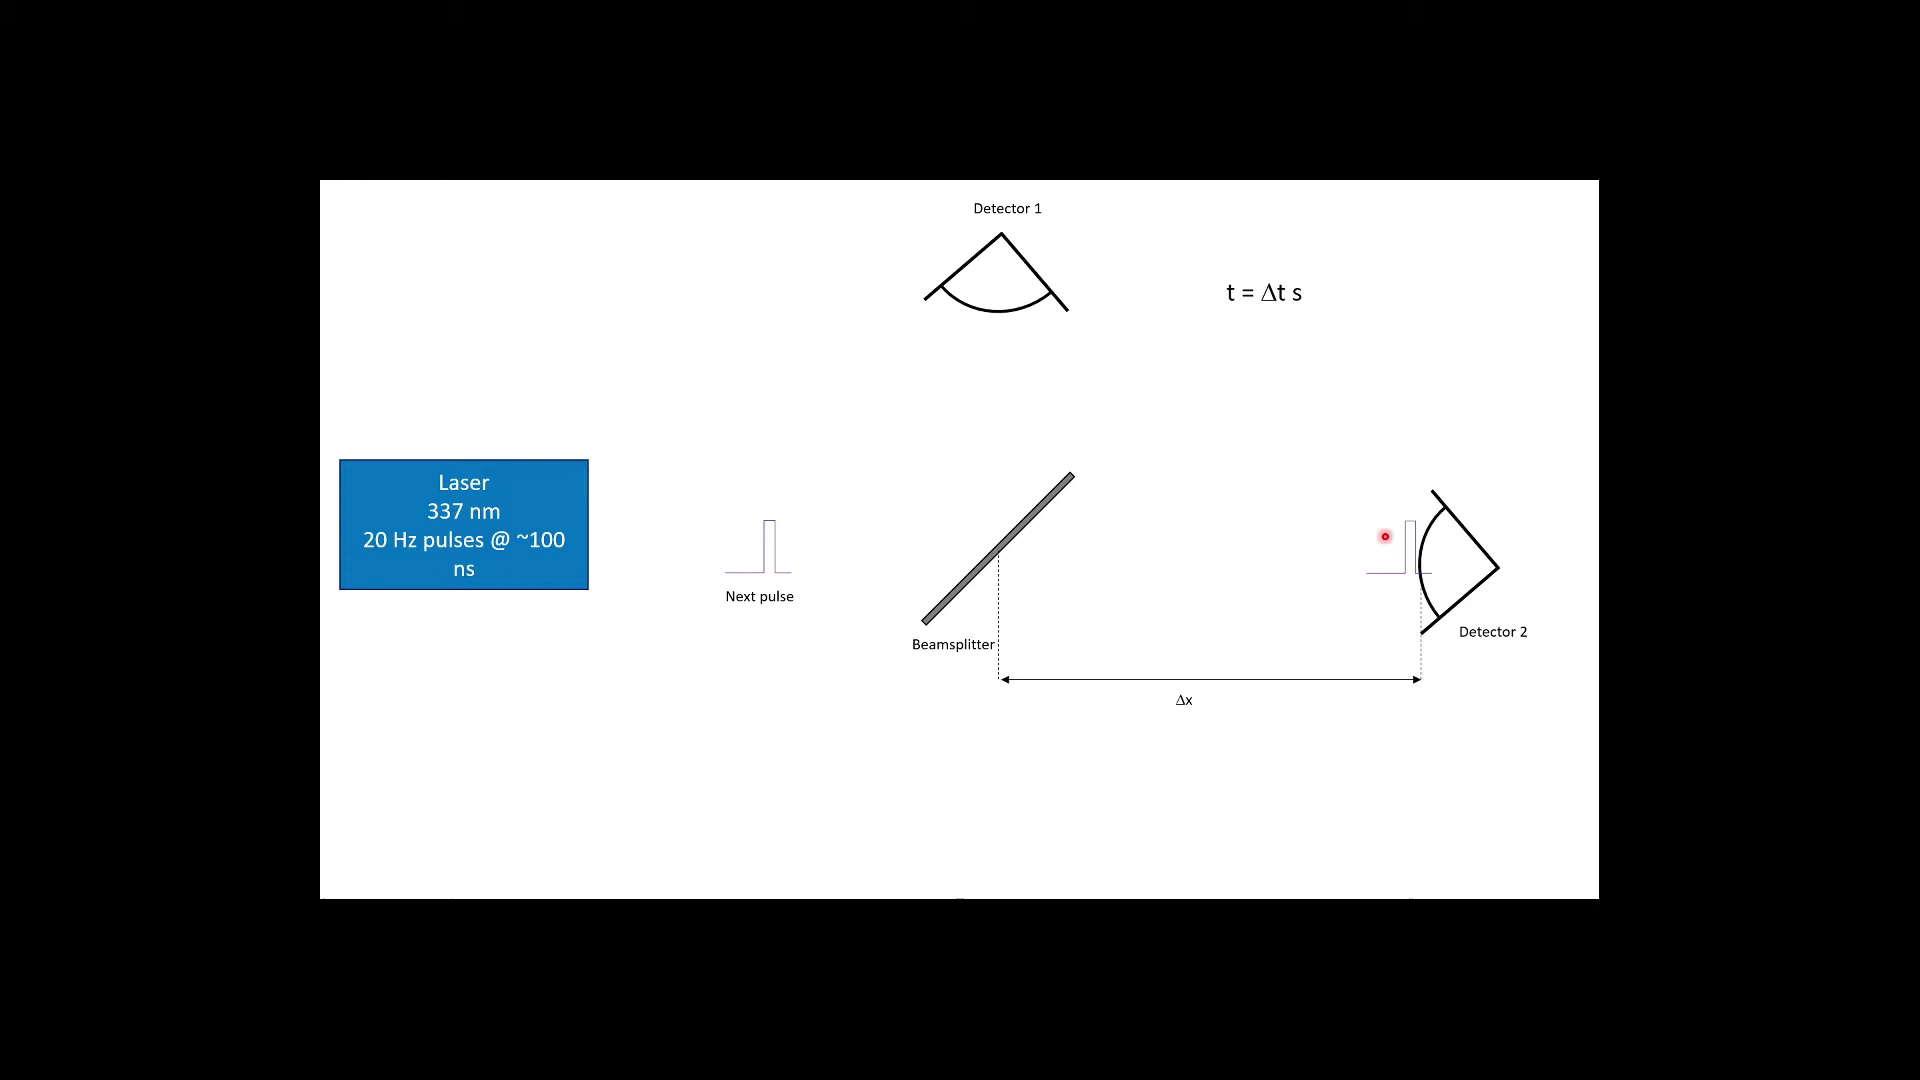 Detector 1
t = Δt s
Laser
337 nm
20 Hz pulses @ ~100
ns
Next pulse
Beamsplitter
Detector 2
Δx